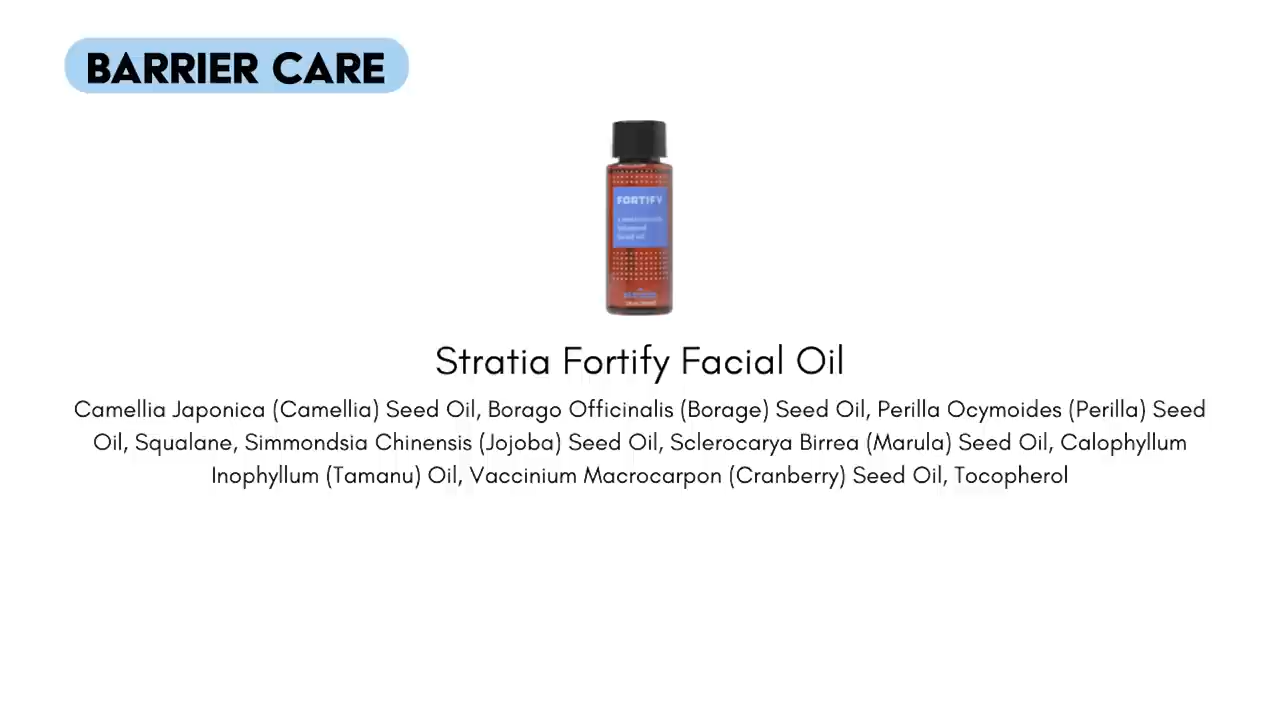 BARRIER CARE
FORTIFY
facial oil
Stratia Fortify Facial Oil
Camellia Japonica (Camellia) Seed Oil, Borago Officinalis (Borage) Seed Oil, Perilla Ocymoides (Perilla) Seed
Oil, Squalane, Simmondsia Chinensis (Jojoba) Seed Oil, Sclerocarya Birrea (Marula) Seed Oil, Calophyllum
Inophyllum (Tamanu) Oil, Vaccinium Macrocarpon (Cranberry) Seed Oil, Tocopherol